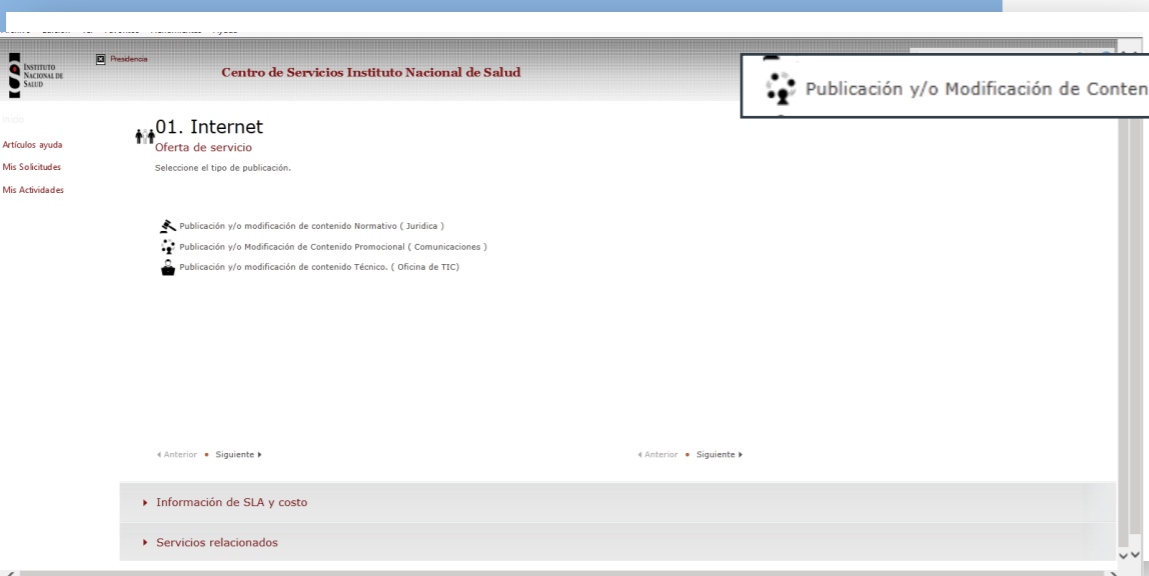 INSTITUTO
NACIONAL DE
SALUD
Presidencia
Centro de Servicios Instituto Nacional de Salud
Publicación y/o Modificación de Conten
Inicio
Artículos ayuda
Mis Solicitudes
Mis Actividades
01. Internet
Oferta de servicio
Seleccione el tipo de publicación.
Publicación y/o modificación de contenido Normativo ( Juridica )
Publicación y/o Modificación de Contenido Promocional ( Comunicaciones )
Publicación y/o modificación de contenido Técnico. ( Oficina de TIC)
Anterior • Siguiente
Anterior • Siguiente
Información de SLA y costo
Servicios relacionados